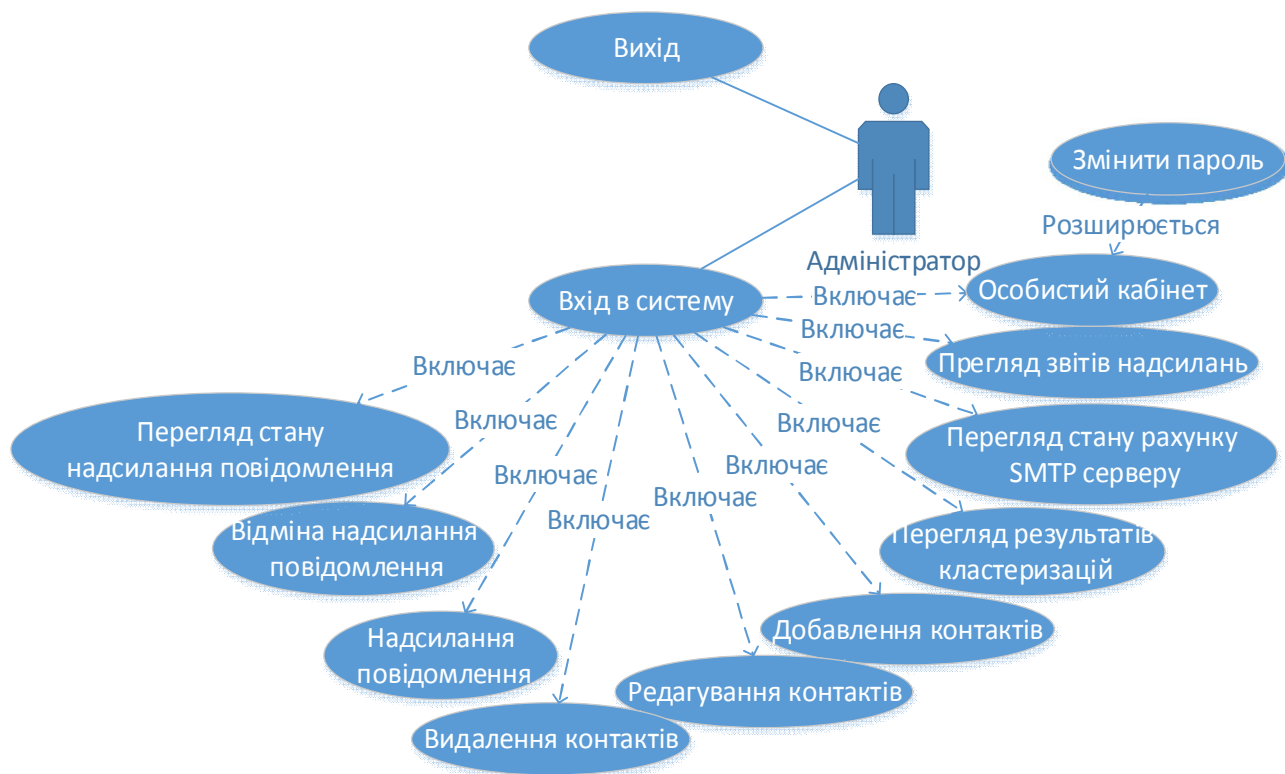 Вихід
Змінити пароль
Розширюється
Адміністратор
Вхід в систему
Включає
Особистий кабінет
Включає
Прегляд звітів надсилань
Включає
Включає
Перегляд стану
надсилання повідомлення
Включає
Включає
Перегляд стану рахунку
SMTP серверу
Включає
Включає
Включає
Включає
Відміна надсилання
повідомлення
Перегляд результатів
кластеризацій
Добавлення контактів
Надсилання
повідомлення
Редагування контактів
Видалення контактів